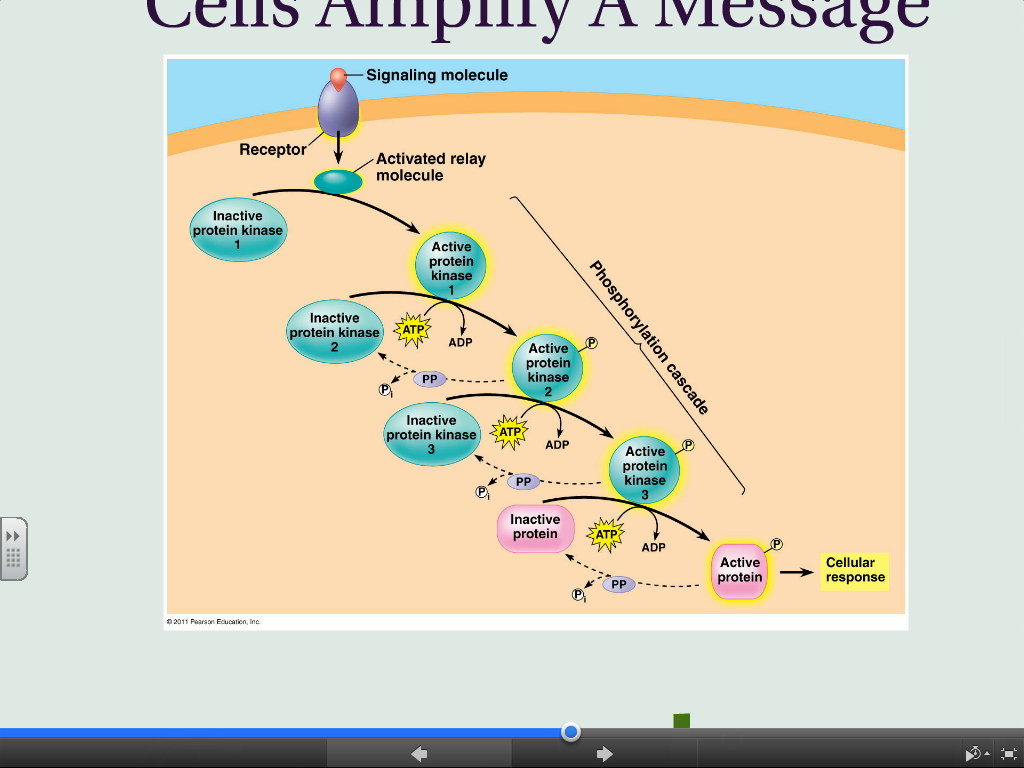 Cells Amplify A Message
Signaling molecule
Receptor
Activated relay
molecule
Inactive
protein kinase
1
Active
protein
kinase
1
Phosphorylation cascade
Inactive
protein kinase
2
ATP
ADP
Active
protein
kinase
2
P
PP
Pi
Inactive
protein kinase
3
ATP
ADP
Active
protein
kinase
3
P
PP
Pi
Inactive
protein
ATP
ADP
Active
protein
P
Cellular
response
PP
Pi
© 2011 Pearson Education, Inc.